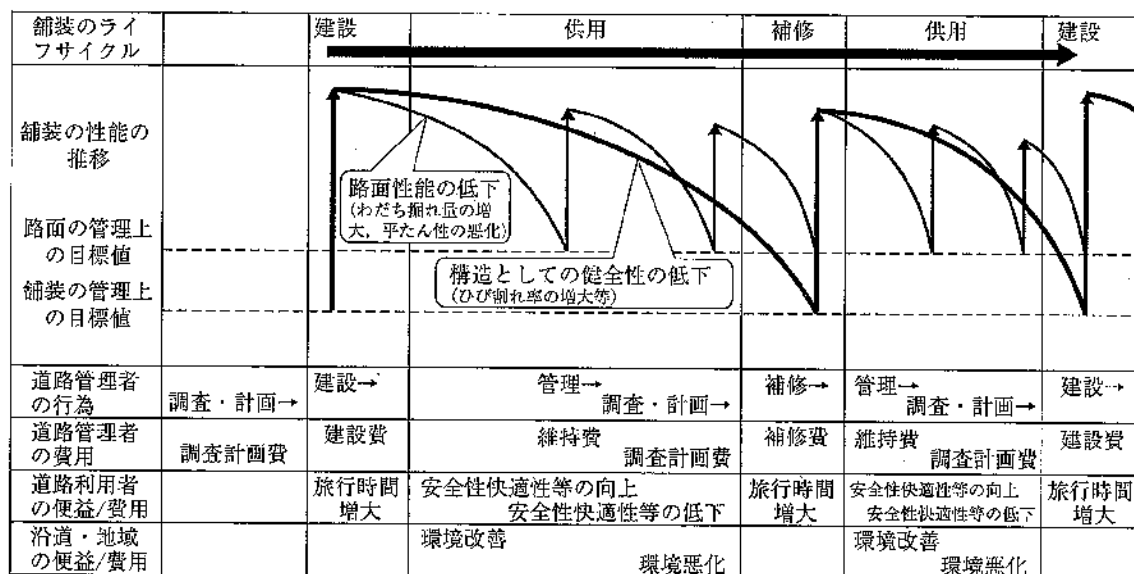 舗装のライ
フサイクル
建設
供用
補修
供用
建設
舗装の性能の
推移
路面性能の低下
(わだち掘れ量の増
大，平たん性の悪化)
路面の管理上
の目標値
構造としての健全性の低下
(ひび割れ率の増大等)
舗装の管理上
の目標値
道路管理者
の行為
調査・計画→
建設→
管理→
調査・計画→
補修→
管理→
調査・計画→
建設→
道路管理者
の費用
調査計画費
建設費
維持費
調査計画費
補修費
維持費
調査計画費
建設費
道路利用者
の便益/費用
旅行時間
増大
安全性快適性等の向上
安全性快適性等の低下
旅行時間
増大
安全性快適性等の向上
安全性快適性等の低下
旅行時間
増大
沿道・地域
の便益/費用
環境改善
環境悪化
環境改善
環境悪化